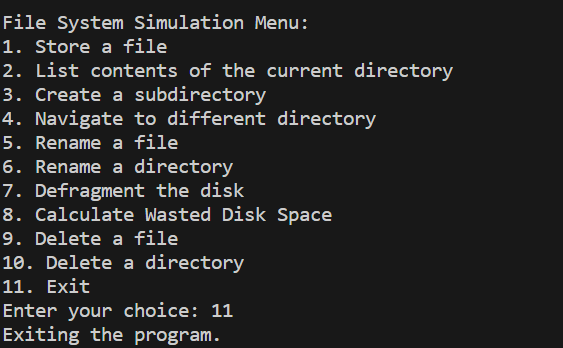 File System Simulation Menu:
1. Store a file
2. List contents of the current directory
3. Create a subdirectory
4. Navigate to different directory
5. Rename a file
6. Rename a directory
7. Defragment the disk
8. Calculate Wasted Disk Space
9. Delete a file
10. Delete a directory
11. Exit
Enter your choice: 11
Exiting the program.